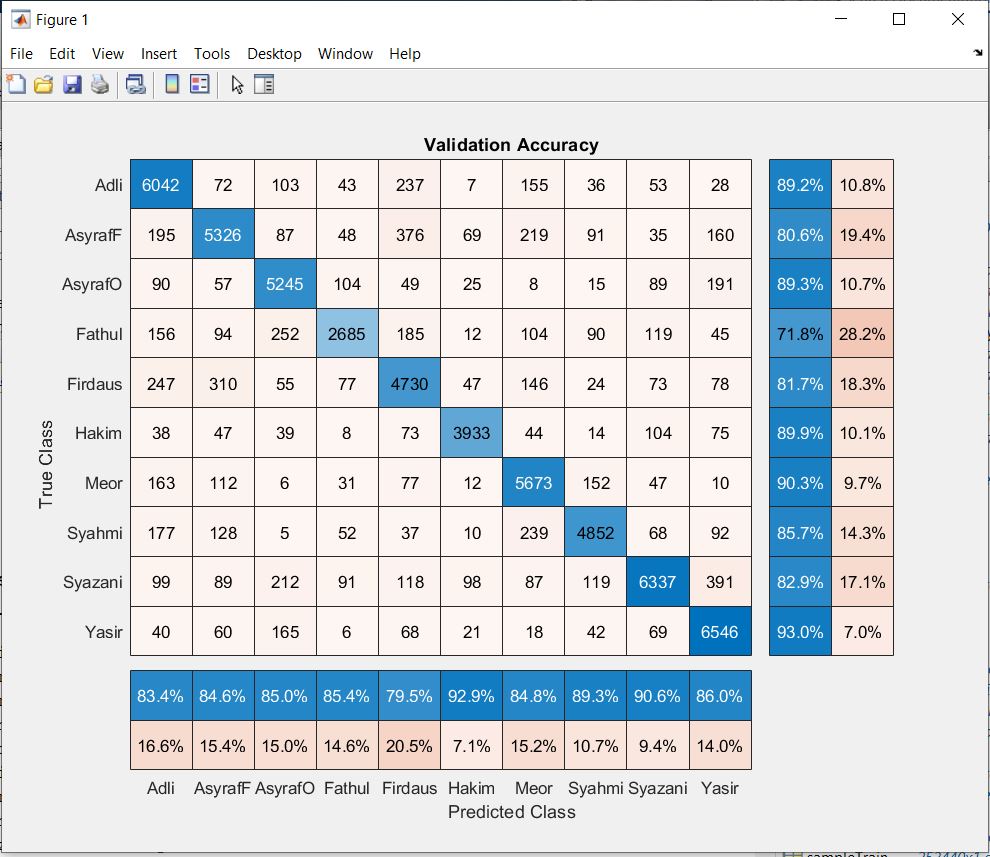 Figure 1
File Edit View Insert Tools Desktop Window Help
Validation Accuracy
Adli 6042 72 103 43 237 7 155 36 53 28 89.2% 10.8%
AsyrafF 195 5326 87 48 376 69 219 91 35 160 80.6% 19.4%
AsyrafO 90 57 5245 104 49 25 8 15 89 191 89.3% 10.7%
Fathul 156 94 252 2685 185 12 104 90 119 45 71.8% 28.2%
Firdaus 247 310 55 77 4730 47 146 24 73 78 81.7% 18.3%
Hakim 38 47 39 8 73 3933 44 14 104 75 89.9% 10.1%
Meor 163 112 6 31 77 12 5673 152 47 10 90.3% 9.7%
Syahmi 177 128 5 52 37 10 239 4852 68 92 85.7% 14.3%
Syazani 99 89 212 91 118 98 87 119 6337 391 82.9% 17.1%
Yasir 40 60 165 6 68 21 18 42 69 6546 93.0% 7.0%
True Class
83.4% 84.6% 85.0% 85.4% 79.5% 92.9% 84.8% 89.3% 90.6% 86.0%
16.6% 15.4% 15.0% 14.6% 20.5% 7.1% 15.2% 10.7% 9.4% 14.0%
Adli AsyrafF AsyrafO Fathul Firdaus Hakim Meor Syahmi Syazani Yasir
Predicted Class